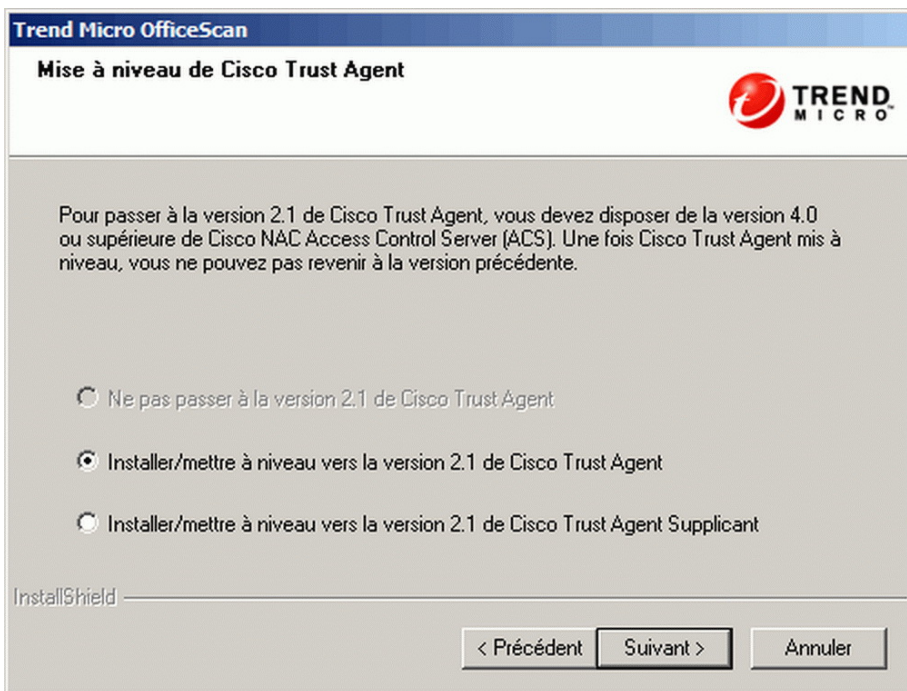 Trend Micro OfficeScan
Mise à niveau de Cisco Trust Agent
TREND
MICRO
Pour passer à la version 2.1 de Cisco Trust Agent, vous devez disposer de la version 4.0
ou supérieure de Cisco NAC Access Control Server (ACS). Une fois Cisco Trust Agent mis à
niveau, vous ne pouvez pas revenir à la version précédente.
Ne pas passer à la version 2.1 de Cisco Trust Agent
Installer/mettre à niveau vers la version 2.1 de Cisco Trust Agent
Installer/mettre à niveau vers la version 2.1 de Cisco Trust Agent Supplicant
InstallShield
< Précédent
Suivant >
Annuler